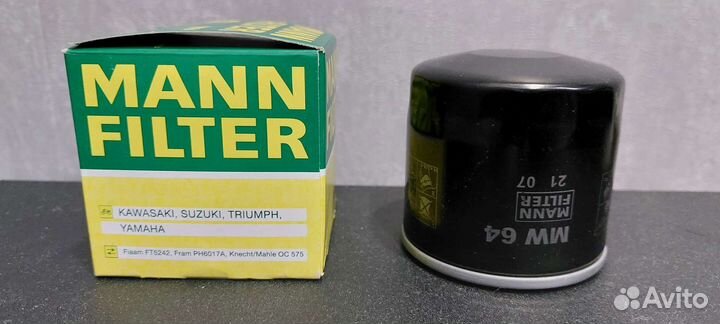 MANN
FILTER
KAWASAKI, SUZUKI, TRIUMPH,
YAMAHA
Fiaam FT5242, Fram PH6017A, Knecht/Mahle OC 575
MW 64
MANN
FILTER
21 07
Avito